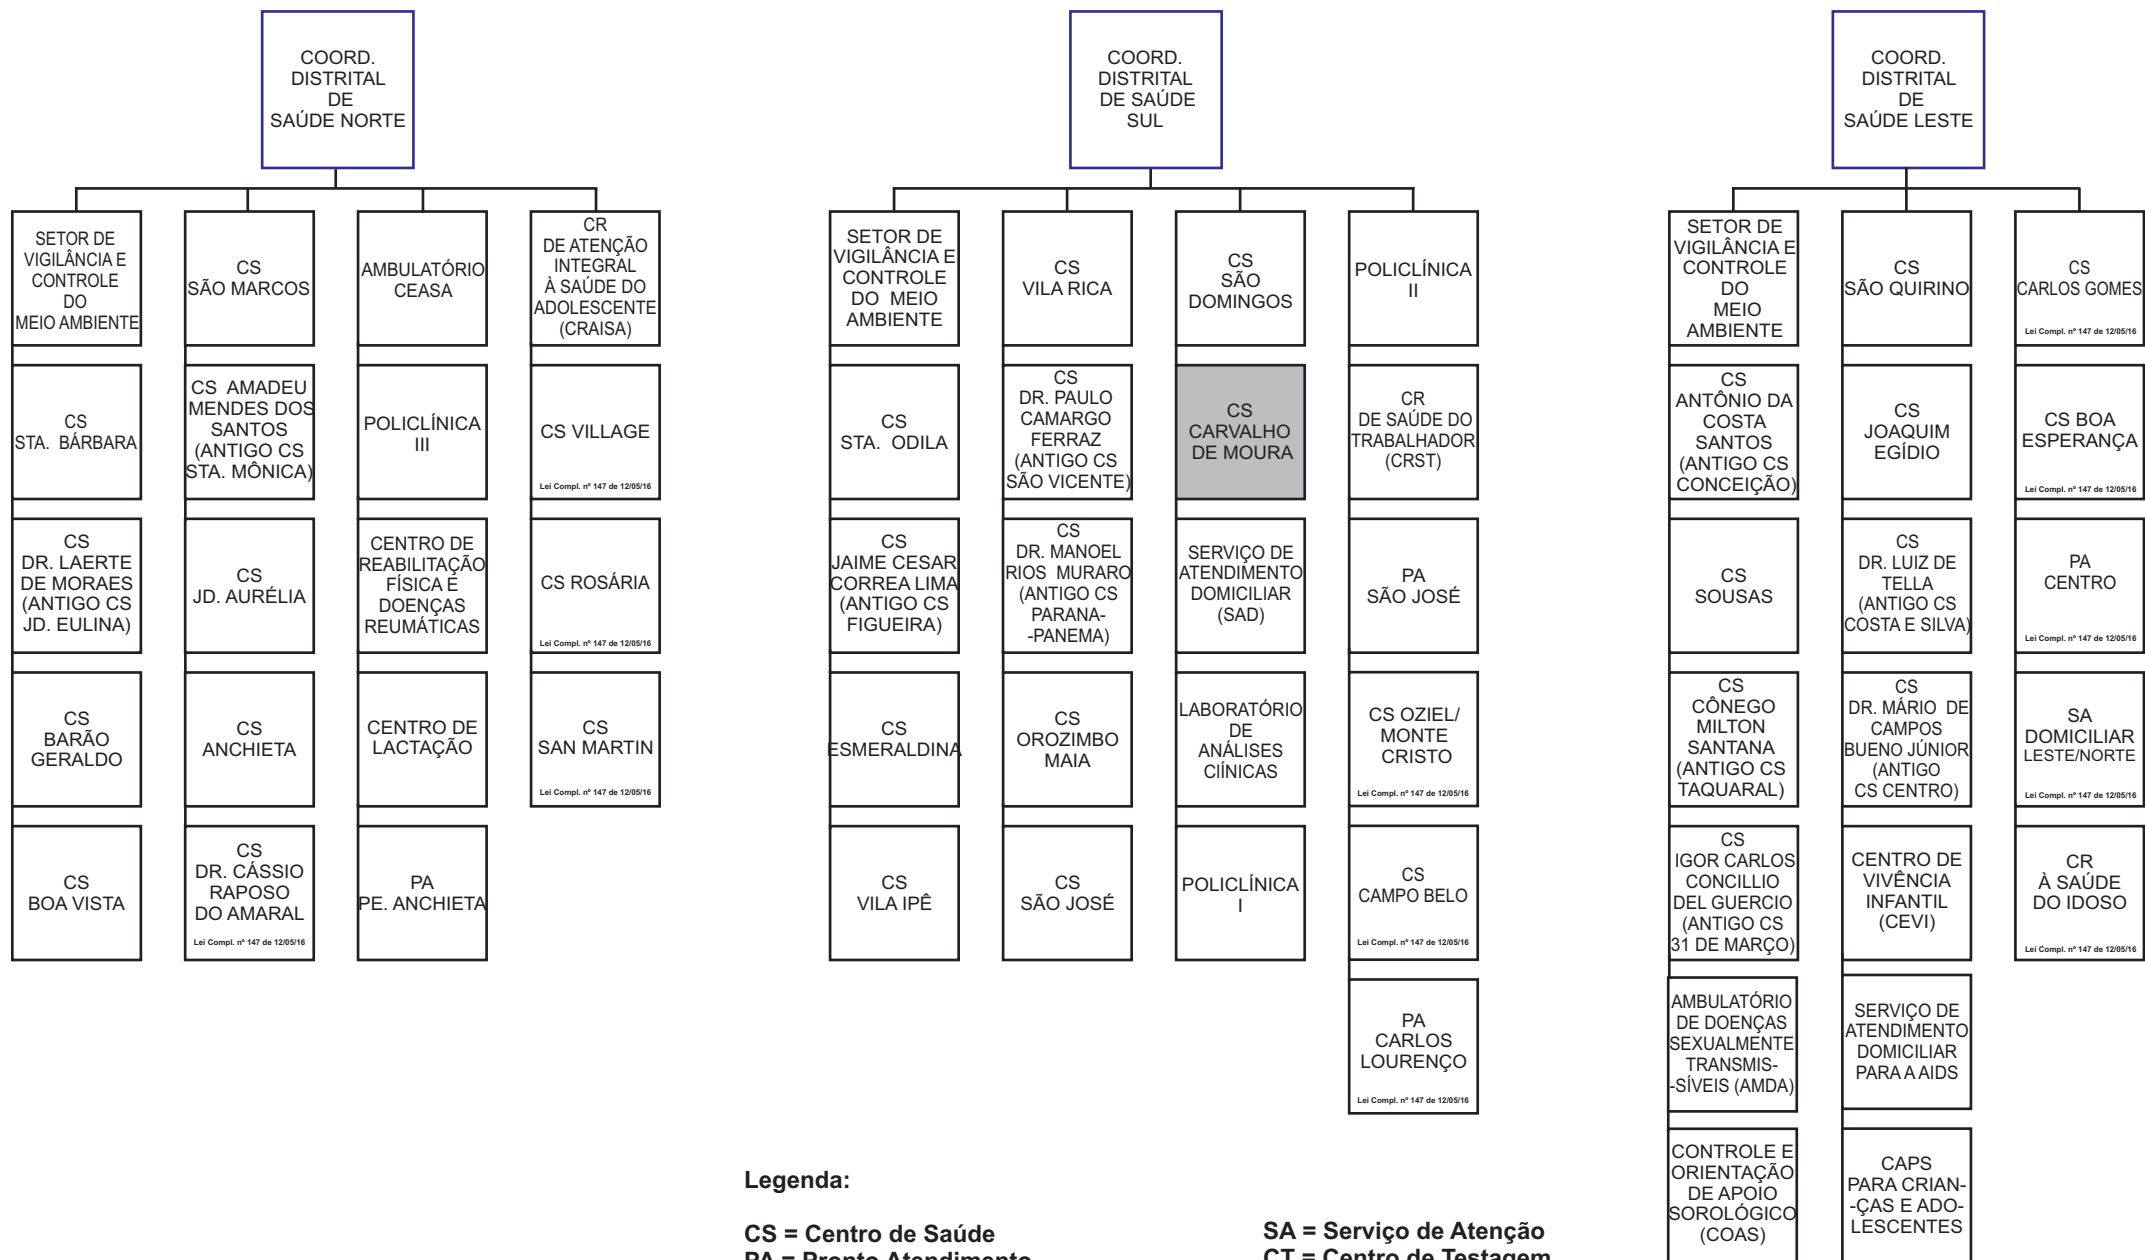 COORD.
DISTRITAL
DE
SAÚDE NORTE
SETOR DE
VIGILÂNCIA E
CONTROLE
DO
MEIO AMBIENTE
CS
STA. BÁRBARA
CS
DR. LAERTE
DE MORAES
(ANTIGO CS
JD. EULINA)
CS
BARÃO
GERALDO
CS
BOA VISTA
CS
SÃO MARCOS
CS AMADEU
MENDES DOS
SANTOS
(ANTIGO CS
STA. MÔNICA)
CS
JD. AURÉLIA
CS
ANCHIETA
CS
DR. CÁSSIO
RAPOSO
DO AMARAL
Lei Compl. nº 147 de 12/05/16
AMBULATÓRIO
CEASA
POLICLÍNICA
III
CENTRO DE
REABILITAÇÃO
FÍSICA E
DOENÇAS
REUMÁTICAS
CENTRO DE
LACTAÇÃO
PA
PE. ANCHIETA
CR
DE ATENÇÃO
INTEGRAL
À SAÚDE DO
ADOLESCENTE
(CRAISA)
CS VILLAGE
Lei Compl. nº 147 de 12/05/16
CS ROSÁRIA
Lei Compl. nº 147 de 12/05/16
CS
SAN MARTIN
Lei Compl. nº 147 de 12/05/16
COORD.
DISTRITAL
DE SAÚDE
SUL
SETOR DE
VIGILÂNCIA E
CONTROLE
DO MEIO
AMBIENTE
CS
STA. ODILA
CS
JAIME CESAR
CORREA LIMA
(ANTIGO CS
FIGUEIRA)
CS
ESMERALDINA
CS
VILA IPÊ
CS
VILA RICA
CS
DR. PAULO
CAMARGO
FERRAZ
(ANTIGO CS
SÃO VICENTE)
CS
DR. MANOEL
RIOS MURARO
(ANTIGO CS
PARANA-
-PANEMA)
CS
OROZIMBO
MAIA
CS
SÃO JOSÉ
CS
SÃO
DOMINGOS
CS
CARVALHO
DE MOURA
SERVIÇO DE
ATENDIMENTO
DOMICILIAR
(SAD)
LABORATÓRIO
DE
ANÁLISES
ClÍNICAS
POLICLÍNICA
I
POLICLÍNICA
II
CR
DE SAÚDE DO
TRABALHADOR
(CRST)
PA
SÃO JOSÉ
CS OZIEL/
MONTE
CRISTO
Lei Compl. nº 147 de 12/05/16
CS
CAMPO BELO
Lei Compl. nº 147 de 12/05/16
PA
CARLOS
LOURENÇO
Lei Compl. nº 147 de 12/05/16
COORD.
DISTRITAL
DE
SAÚDE LESTE
SETOR DE
VIGILÂNCIA E
CONTROLE
DO
MEIO
AMBIENTE
CS
ANTÔNIO DA
COSTA
SANTOS
(ANTIGO CS
CONCEIÇÃO)
CS
SOUSAS
CS
CÔNEGO
MILTON
SANTANA
(ANTIGO CS
TAQUARAL)
CS
IGOR CARLOS
CONCILLIO
DEL GUERCIO
(ANTIGO CS
31 DE MARÇO)
AMBULATÓRIO
DE DOENÇAS
SEXUALMENTE
TRANSMIS-
-SÍVEIS (AMDA)
CONTROLE E
ORIENTAÇÃO
DE APOIO
SOROLÓGICO
(COAS)
CS
SÃO QUIRINO
CS
JOAQUIM
EGÍDIO
CS
DR. LUIZ DE
TELLA
(ANTIGO CS
COSTA E SILVA)
CS
DR. MÁRIO DE
CAMPOS
BUENO JÚNIOR
(ANTIGO
CS CENTRO)
CENTRO DE
VIVÊNCIA
INFANTIL
(CEVI)
SERVIÇO DE
ATENDIMENTO
DOMICILIAR
PARA A AIDS
CAPS
PARA CRIAN-
-ÇAS E ADO-
LESCENTES
CS
CARLOS GOMES
Lei Compl. nº 147 de 12/05/16
CS BOA
ESPERANÇA
Lei Compl. nº 147 de 12/05/16
PA
CENTRO
Lei Compl. nº 147 de 12/05/16
SA
DOMICILIAR
LESTE/NORTE
Lei Compl. nº 147 de 12/05/16
CR
À SAÚDE
DO IDOSO
Lei Compl. nº 147 de 12/05/16
Legenda:
CS = Centro de Saúde
PA = Pronto Atendimento
SA = Serviço de Atenção
CT = Centro de Testagem